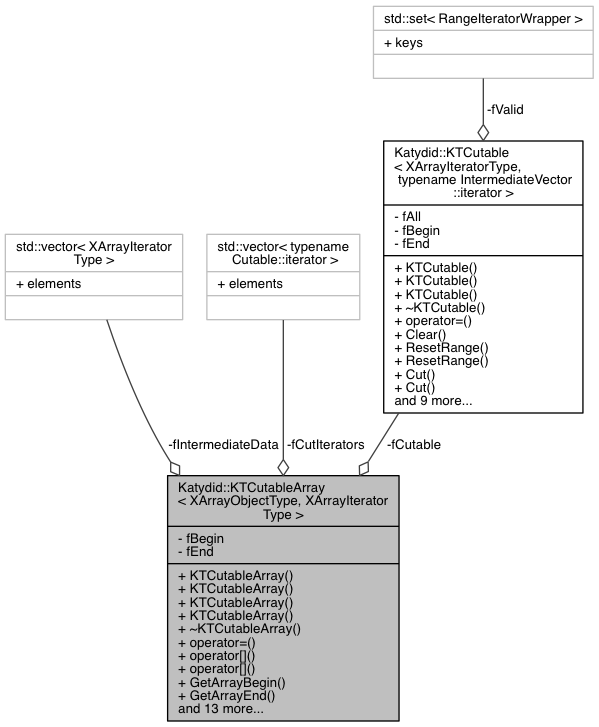 std::set< RangeIteratorWrapper >
+ keys
-fValid
Katydid::KTCutable
< XArrayIteratorType,
typename IntermediateVector
::iterator >
- fAll
- fBegin
- fEnd
+ KTCutable()
+ KTCutable()
+ KTCutable()
+ ~KTCutable()
+ operator=()
+ Clear()
+ ResetRange()
+ ResetRange()
+ Cut()
+ Cut()
and 9 more...
std::vector< XArrayIterator
Type >
+ elements
std::vector< typename
Cutable::iterator >
+ elements
-fIntermediateData
-fCutIterators
-fCutable
Katydid::KTCutableArray
< XArrayObjectType, XArrayIterator
Type >
- fBegin
- fEnd
+ KTCutableArray()
+ KTCutableArray()
+ KTCutableArray()
+ KTCutableArray()
+ ~KTCutableArray()
+ operator=()
+ operator[]()
+ operator[]()
+ GetArrayBegin()
+ GetArrayEnd()
and 13 more...